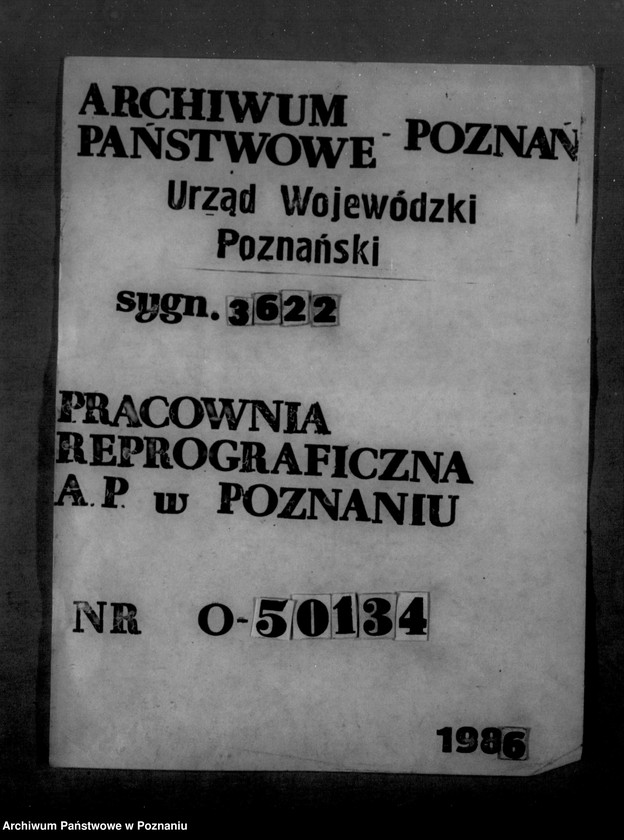 ARCHIWUM
PAŃSTWOWE - POZNAŃ
Urząd Wojewódzki
Poznański
sygn. 3622
PRACOWNIA
REPROGRAFICZNA
A.P. w POZNANIU
NR O-50134
1986
Archiwum Państwowe w Poznaniu